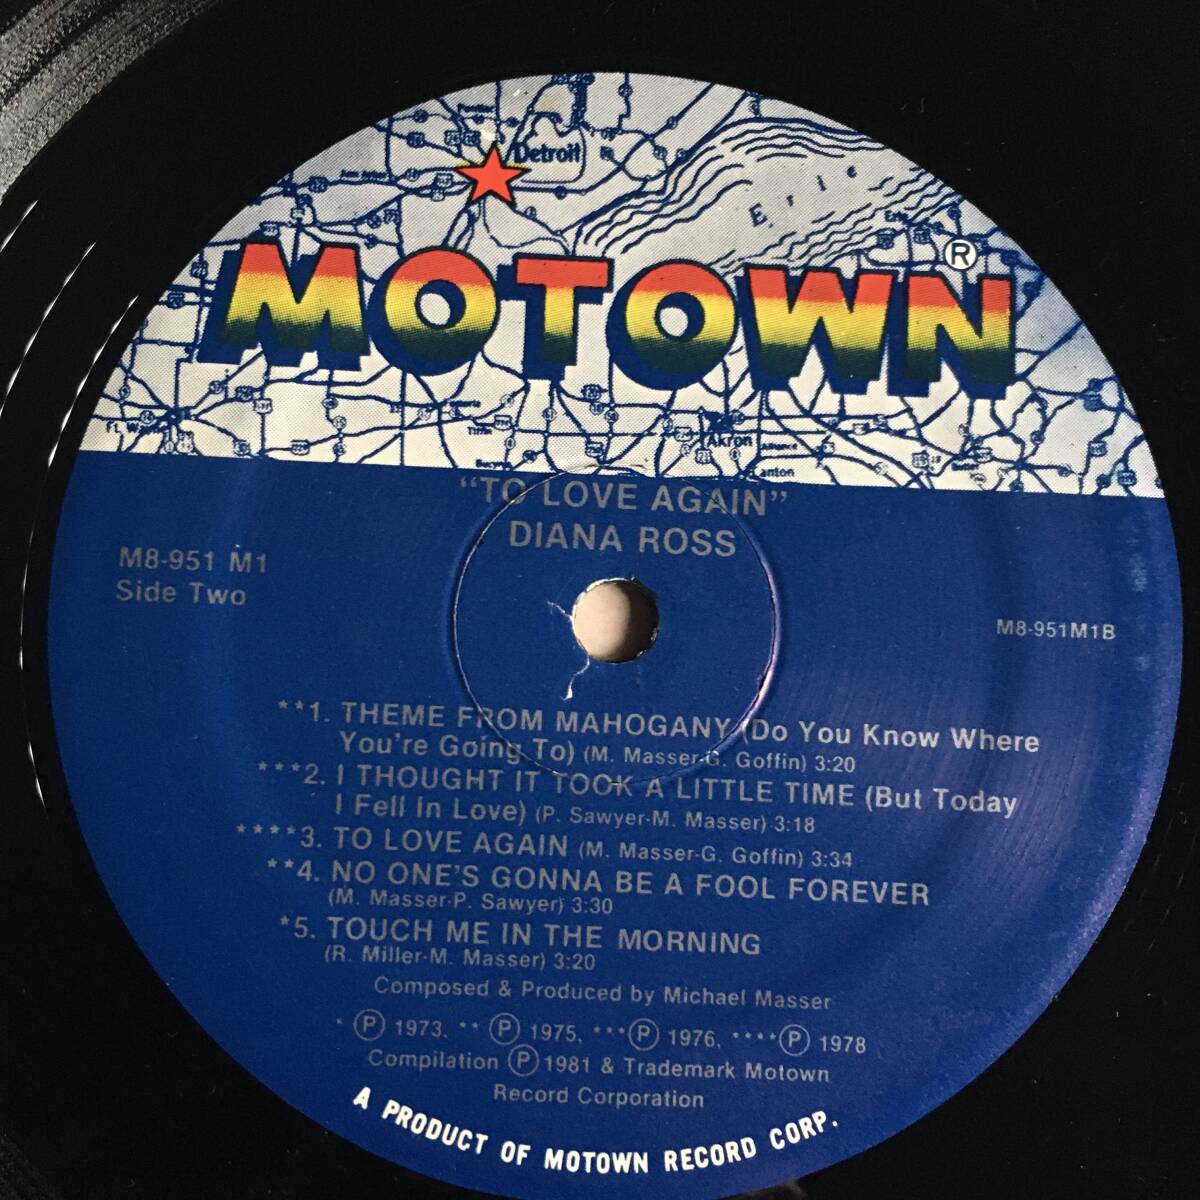 Detroit
Erie
Erie
MOTOWN®
Akron
"TO LOVE AGAIN"
DIANA ROSS
M8-951 M1
Side Two
M8-951M1B
**1. THEME FROM MAHOGANY (Do You Know Where
You're Going To) (M. Masser-G. Goffin) 3:20
***2. I THOUGHT IT TOOK A LITTLE TIME (But Today
I Fell In Love) (P. Sawyer-M. Masser) 3:18
****3. TO LOVE AGAIN (M. Masser-G. Goffin) 3:34
**4. NO ONE'S GONNA BE A FOOL FOREVER
(M. Masser-P. Sawyer) 3:30
*5. TOUCH ME IN THE MORNING
(R. Miller-M. Masser) 3:20
Composed & Produced by Michael Masser
* Ⓟ 1973. ** Ⓟ 1975. *** Ⓟ 1976. **** Ⓟ 1978
Compilation Ⓟ 1981 & Trademark Motown
Record Corporation
A PRODUCT OF MOTOWN RECORD CORP.